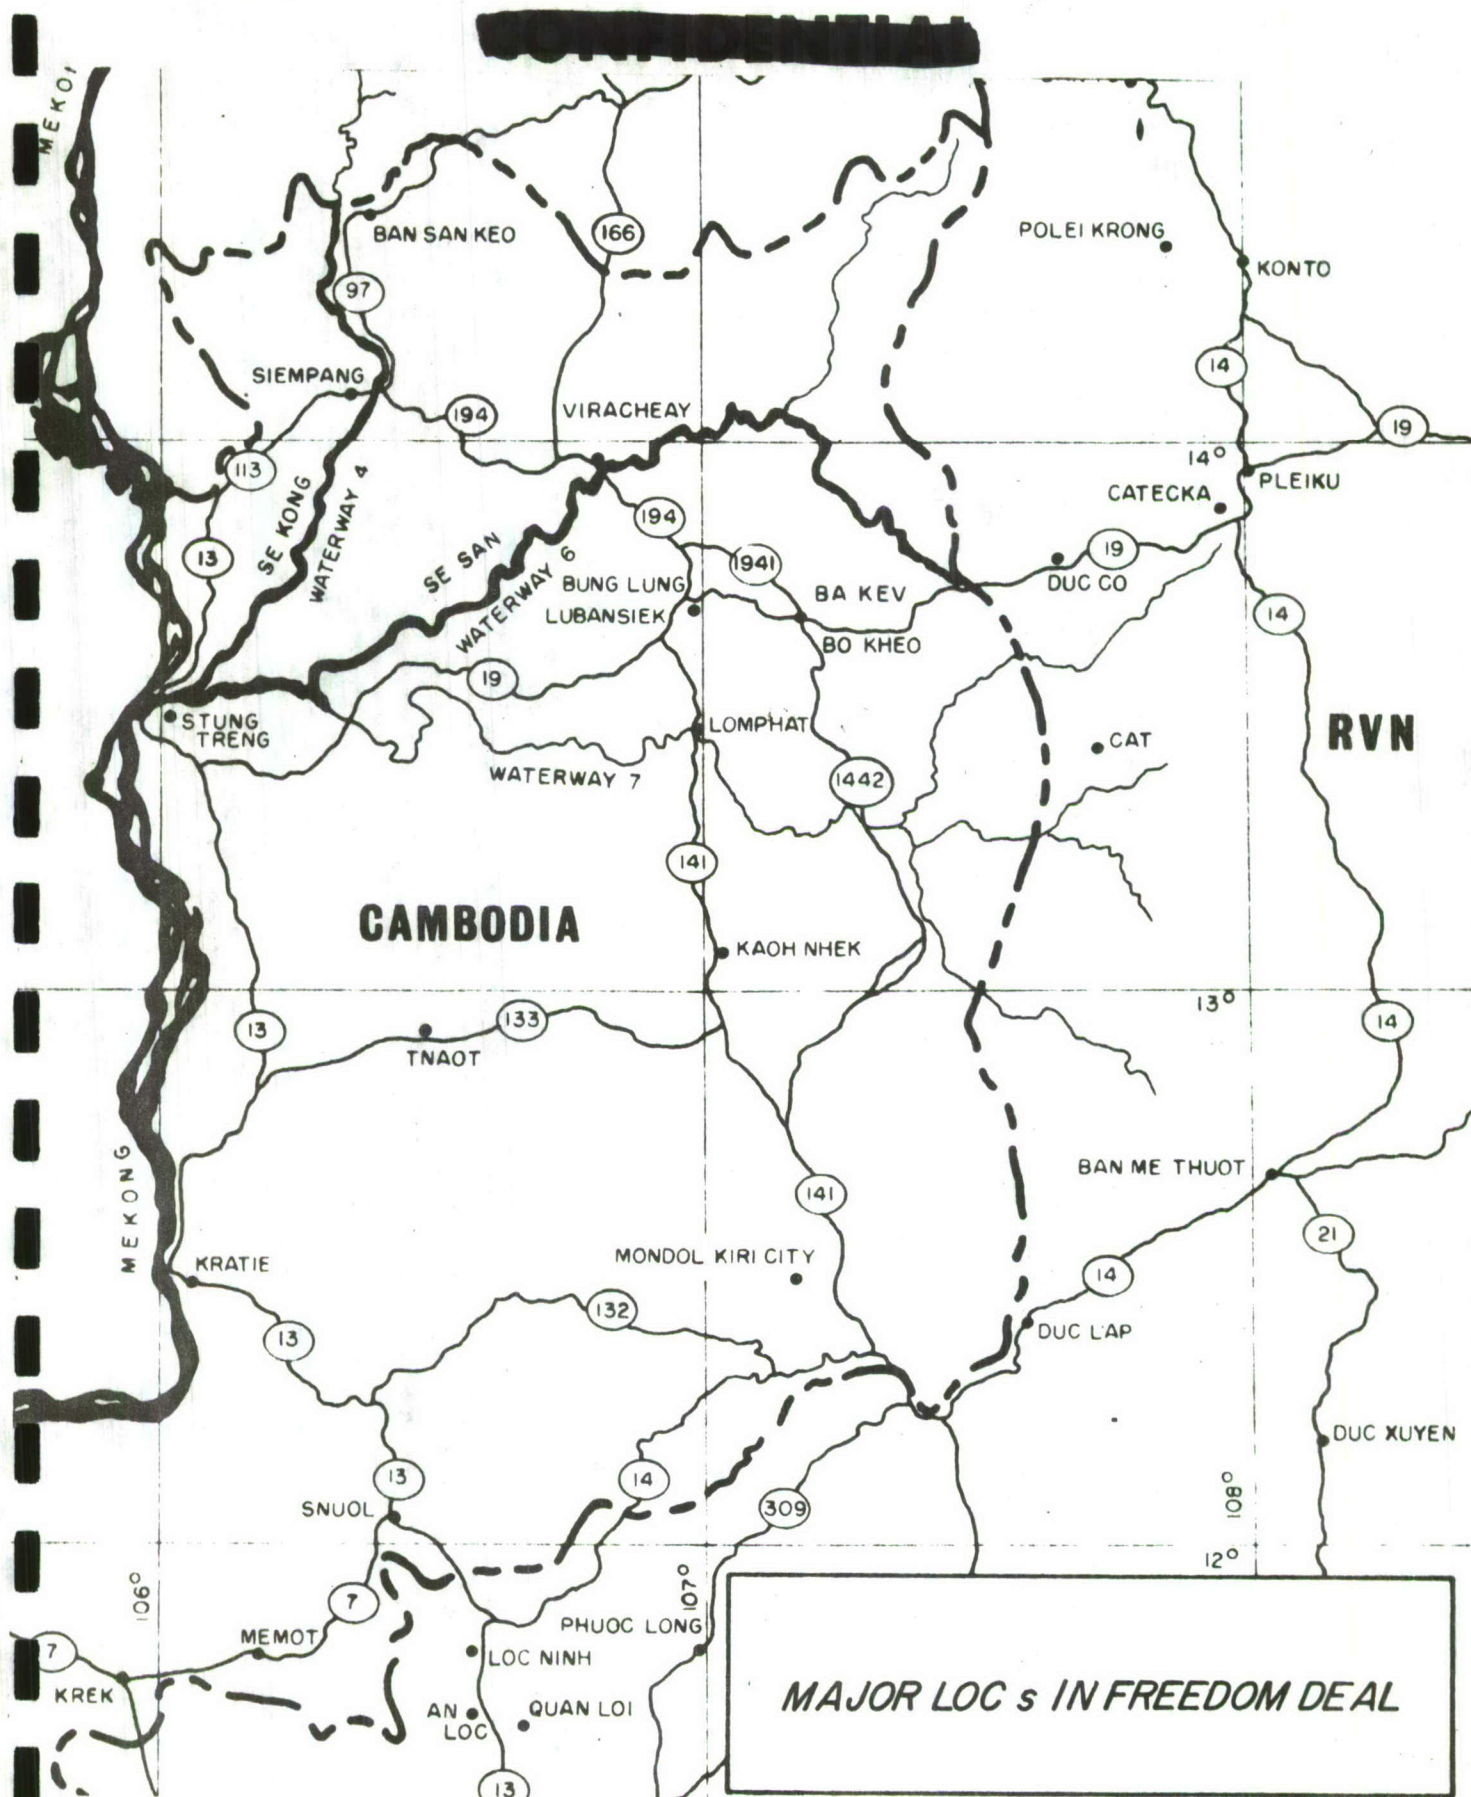 CONFIDENTIAL
MEKO
BAN SAN KEO
166
POLEI KRONG
KONTO
97
14
SIEMPANG
194
VIRACHEAY
19
113
14°
PLEIKU
CATECKA
SE KONG
WATERWAY 4
194
13
SE SAN
WATERWAY 6
1941
19
DUC CO
BUNG LUNG
LUBANSIEK
BA KEV
14
BO KHEO
19
STUNG
TRENG
LOMPHAT
RVN
CAT
WATERWAY 7
1442
141
CAMBODIA
KAOH NHEK
13°
13
133
14
TNAOT
MEKONG
BAN ME THUOT
141
21
KRATIE
MONDOL KIRI CITY
14
132
13
DUC LAP
DUC XUYEN
13
14
SNUOL
309
108°
12°
106°
107°
7
PHUOC LONG
7
MEMOT
LOC NINH
KREK
AN
LOC
QUAN LOI
13
MAJOR LOC s IN FREEDOM DEAL